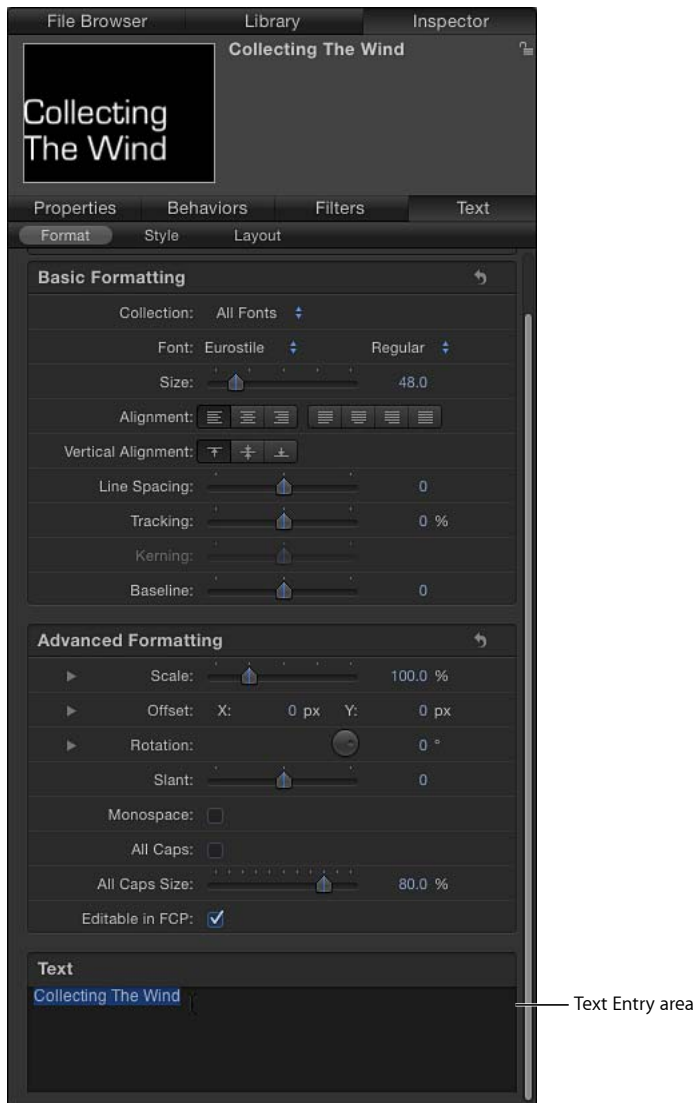 File Browser Library Inspector
Collecting The Wind
Collecting
The Wind
Properties Behaviors Filters Text
Format Style Layout
Basic Formatting
Collection: All Fonts
Font: Eurostile Regular
Size: 48.0
Alignment:
Vertical Alignment:
Line Spacing: 0
Tracking: 0 %
Kerning:
Baseline: 0
Advanced Formatting
Scale: 100.0 %
Offset: X: 0 px Y: 0 px
Rotation: 0 °
Slant: 0
Monospace:
All Caps:
All Caps Size: 80.0 %
Editable in FCP:
Text
Collecting The Wind
Text Entry area